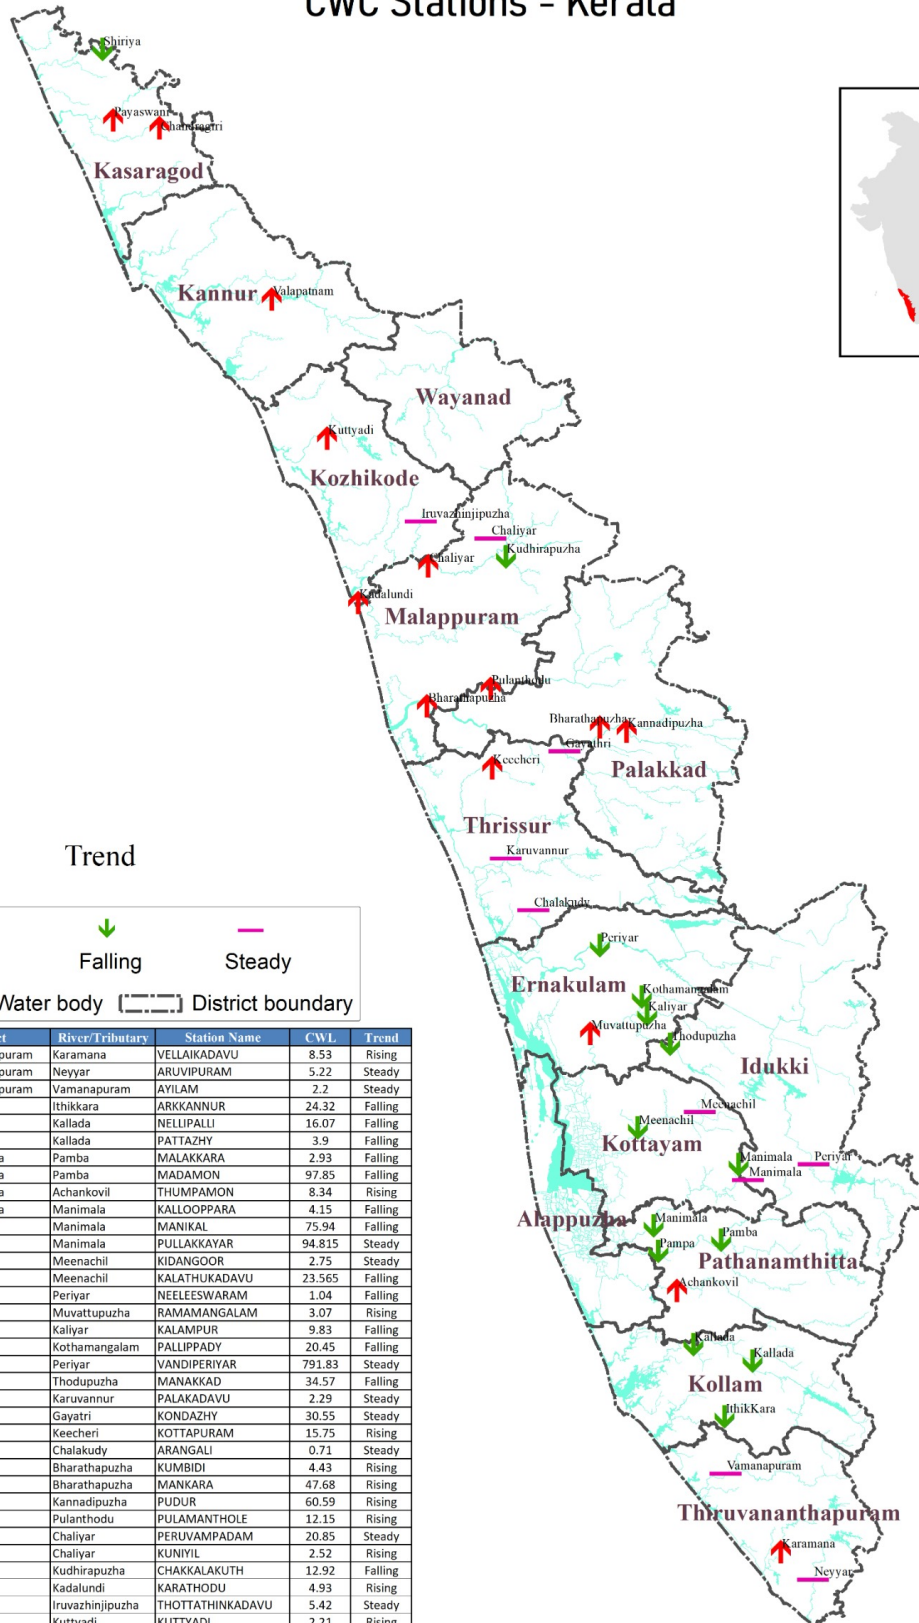 CWC Stations - Kerala
Shiriya
Payaswani
Chandragiri
Kasaragod
Kannur
Valapatnam
Wayanad
Kuttyadi
Kozhikode
Iruvazhinjipuzha
Chaliyar
Kudhirapuzha
Chaliyar
Kadalundi
Malappuram
Pulanthodu
Bharathapuzha
Bharathapuzha
Kannadipuzha
Gayathri
Keecheri
Palakkad
Thrissur
Karuvannur
Chalakudy
Periyar
Ernakulam
Kothamangalam
Kaliyar
Muvattupuzha
Thodupuzha
Idukki
Meenachil
Meenachil
Kottayam
Manimala
Periyar
Manimala
Alappuzha
Manimala
Pamba
Pampa
Pathanamthitta
Achankovil
Kallada
Kallada
Kollam
IthikKara
Vamanapuram
Thiruvananthapuram
Karamana
Neyyar
Trend
Falling Steady
Water body District boundary
ct River/Tributary Station Name CWL Trend
puram Karamana VELLAIKADAVU 8.53 Rising
puram Neyyar ARUVIPURAM 5.22 Steady
puram Vamanapuram AYILAM 2.2 Steady
Ithikkara ARKKANNUR 24.32 Falling
Kallada NELLIPALLI 16.07 Falling
Kallada PATTAZHY 3.9 Falling
a Pamba MALAKKARA 2.93 Falling
a Pamba MADAMON 97.85 Falling
a Achankovil THUMPAMON 8.34 Rising
a Manimala KALLOOPPARA 4.15 Falling
Manimala MANIKAL 75.94 Falling
Manimala PULLAKKAYAR 94.815 Steady
Meenachil KIDANGOOR 2.75 Steady
Meenachil KALATHUKADAVU 23.565 Falling
Periyar NEELEESWARAM 1.04 Falling
Muvattupuzha RAMAMANGALAM 3.07 Rising
Kaliyar KALAMPUR 9.83 Falling
Kothamangalam PALLIPPADY 20.45 Falling
Periyar VANDIPERIYAR 791.83 Steady
Thodupuzha MANAKKAD 34.57 Falling
Karuvannur PALAKADAVU 2.29 Steady
Gayatri KONDAZHY 30.55 Steady
Keecheri KOTTAPURAM 15.75 Rising
Chalakudy ARANGALI 0.71 Steady
Bharathapuzha KUMBIDI 4.43 Rising
Bharathapuzha MANKARA 47.68 Rising
Kannadipuzha PUDUR 60.59 Rising
Pulanthodu PULAMANTHOLE 12.15 Rising
Chaliyar PERUVAMPADAM 20.85 Steady
Chaliyar KUNIYIL 2.52 Rising
Kudhirapuzha CHAKKALAKUTH 12.92 Falling
Kadalundi KARATHODU 4.93 Rising
Iruvazhinjipuzha THOTTATHINKADAVU 5.42 Steady
Kuttyadi KUTTYADI 2.21 Rising